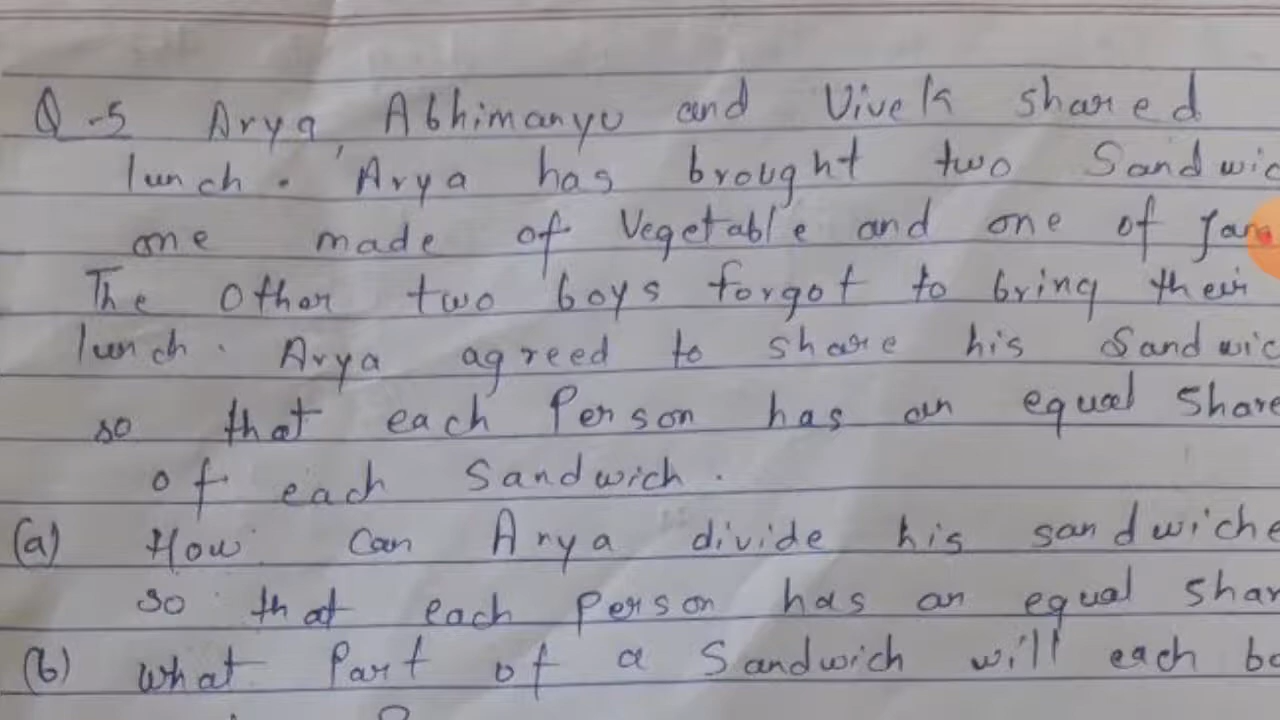 Q-5 Arya, Abhimanyu and Vivek shared
lunch. Arya has brought two Sandwic
one made of Vegetable and one of Jam
The Other two boys forgot to bring their
lunch. Arya agreed to share his Sandwic
so that each Person has an equal Share
of each Sandwich.
(a) How can Arya divide his sandwiche
so that each person has an equal Shar
(b) what Part of a Sandwich will each bo